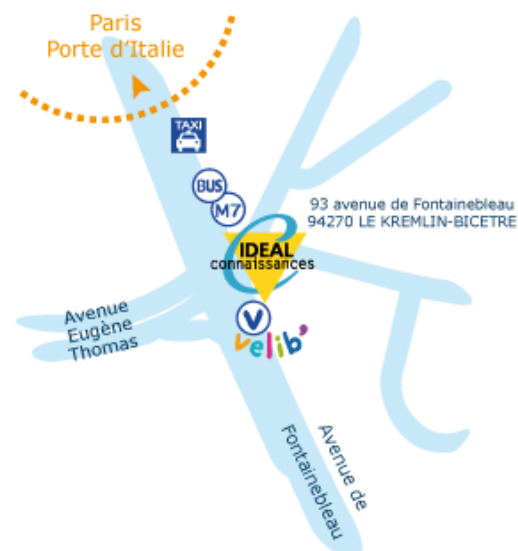 Paris
Porte d'Italie
TAXI
BUS
M7
93 avenue de Fontainebleau
94270 LE KREMLIN-BICETRE
IDEAL
connaissances
Avenue
Eugène
Thomas
V
velib'
Avenue de
Fontainebleau